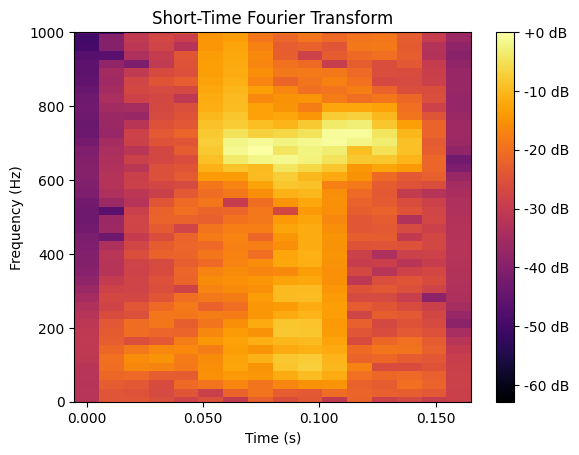 Short-Time Fourier Transform
1000
800
600
400
200
0
Frequency (Hz)
0.000
0.050
0.100
0.150
Time (s)
+0 dB
-10 dB
-20 dB
-30 dB
-40 dB
-50 dB
-60 dB